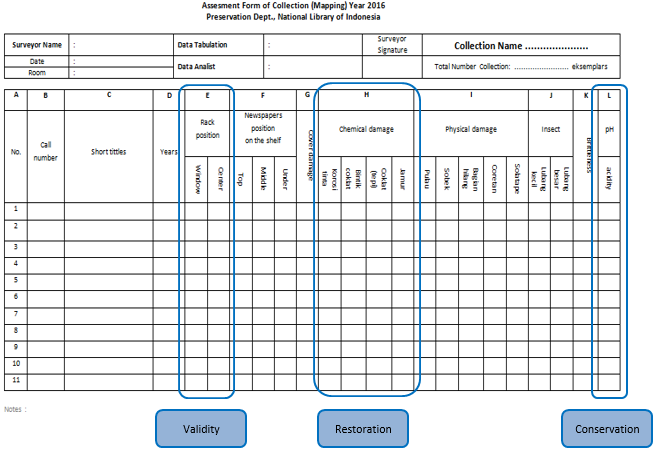 Assesment Form of Collection (Mapping) Year 2016
Preservation Dept., National Library of Indonesia
Surveyor Name : Data Tabulation : Surveyor Signature Collection Name .....................
Date :
Room : Data Analist : Total Number Collection: ........................ eksemplars
A B C D E F G H I J K L
No. Call number Short tittles Years Rack position Newspapers position on the shelf Cover damage Chemical damage Physical damage Insect Brittleness pH
Window Center Top Middle Under Korosi tinta Bintik coklat Coklat (tepi) Jamur Pulau Sobek Bagian hilang Coretan Solatape Lubang kecil Lubang besar acidity
1
2
3
4
5
6
7
8
9
10
11
Notes :
Validity Restoration Conservation